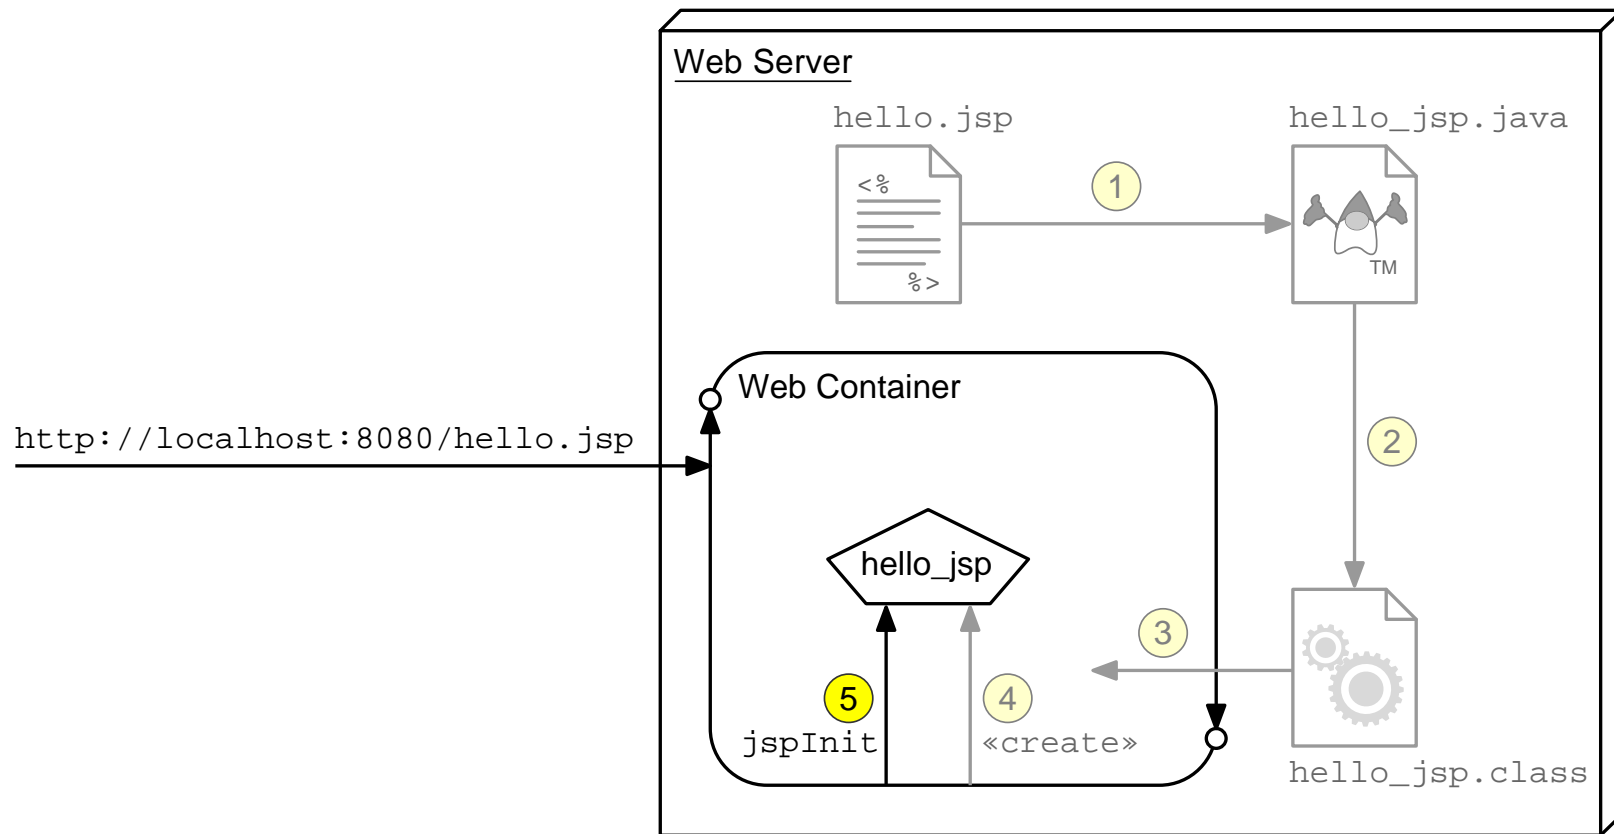 Web Server
hello.jsp
hello_jsp.java
<%
%>
1
TM
Web Container
http://localhost:8080/hello.jsp
2
hello_jsp
3
5
4
jspInit
«create»
hello_jsp.class